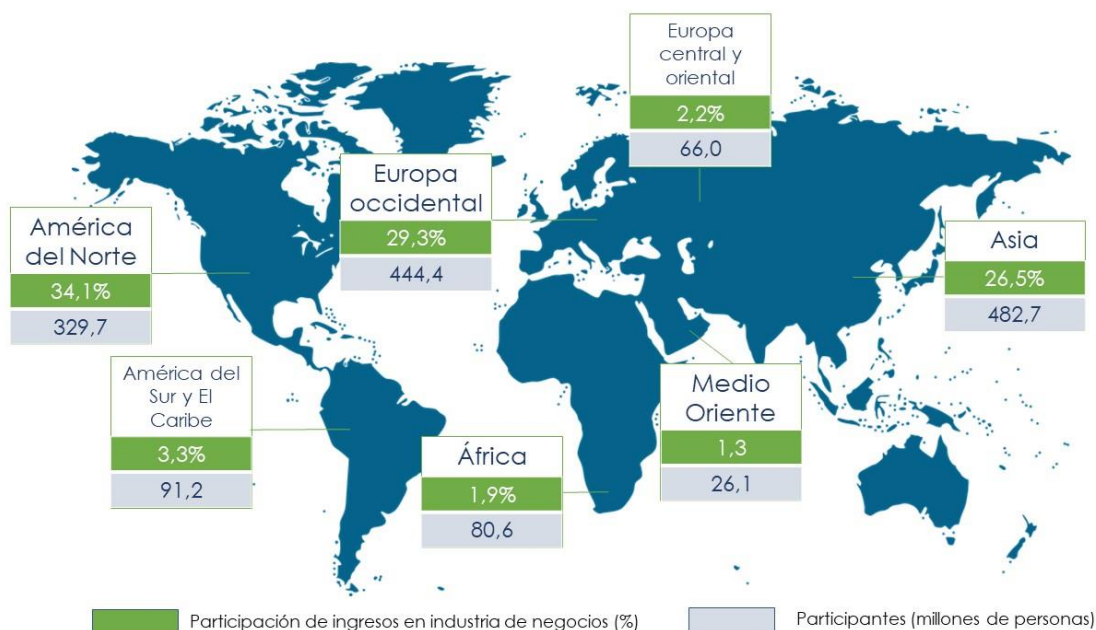 Europa
central y
oriental
2,2%
66,0
Europa
occidental
29,3%
444,4
América
del Norte
34,1%
329,7
Asia
26,5%
482,7
América del
Sur y El
Caribe
3,3%
91,2
África
1,9%
80,6
Medio
Oriente
1,3
26,1
Participación de ingresos en industria de negocios (%)
Participantes (millones de personas)